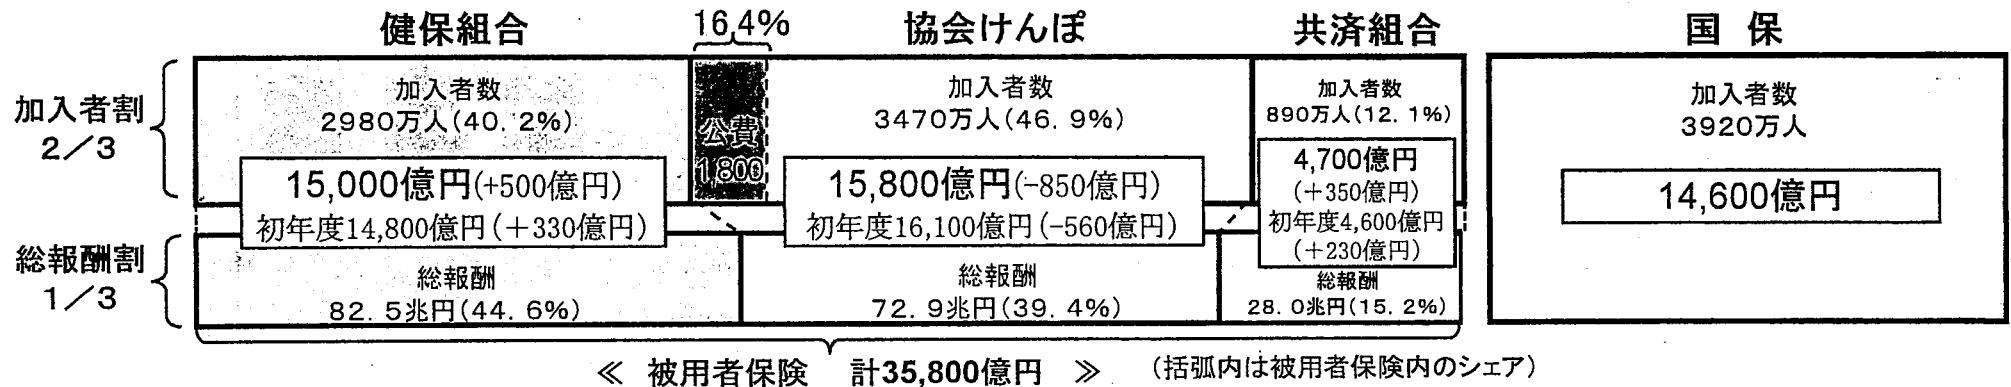 健保組合
16.4%
協会けんぽ
共済組合
国 保
加入者割
2/3
加入者数
2980万人(40.2%)
公費
1,800
加入者数
3470万人(46.9%)
加入者数
890万人(12.1%)
加入者数
3920万人
15,000億円(+500億円)
初年度14,800億円(+330億円)
15,800億円(-850億円)
初年度16,100億円(-560億円)
4,700億円
(+350億円)
初年度4,600億円
(+230億円)
14,600億円
総報酬割
1/3
総報酬
82.5兆円(44.6%)
総報酬
72.9兆円(39.4%)
総報酬
28.0兆円(15.2%)
≪ 被用者保険 計35,800億円 ≫ (括弧内は被用者保険内のシェア)